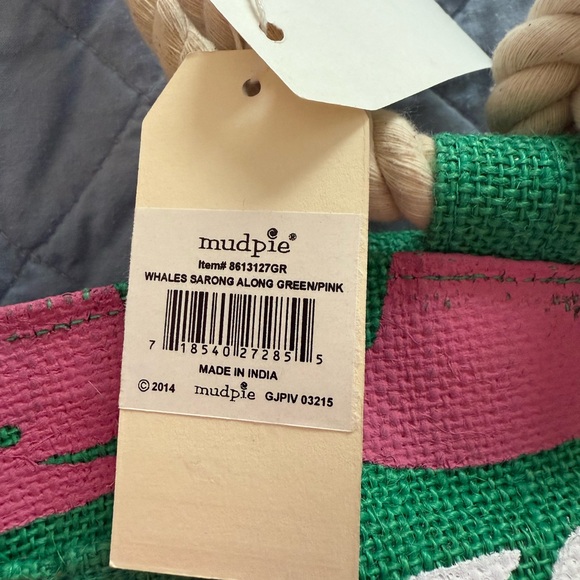 mudpie®
Item# 8613127GR
WHALES SARONG ALONG GREEN/PINK
7 18540 27285 5
MADE IN INDIA
© 2014 mudpie GJPIV 03215